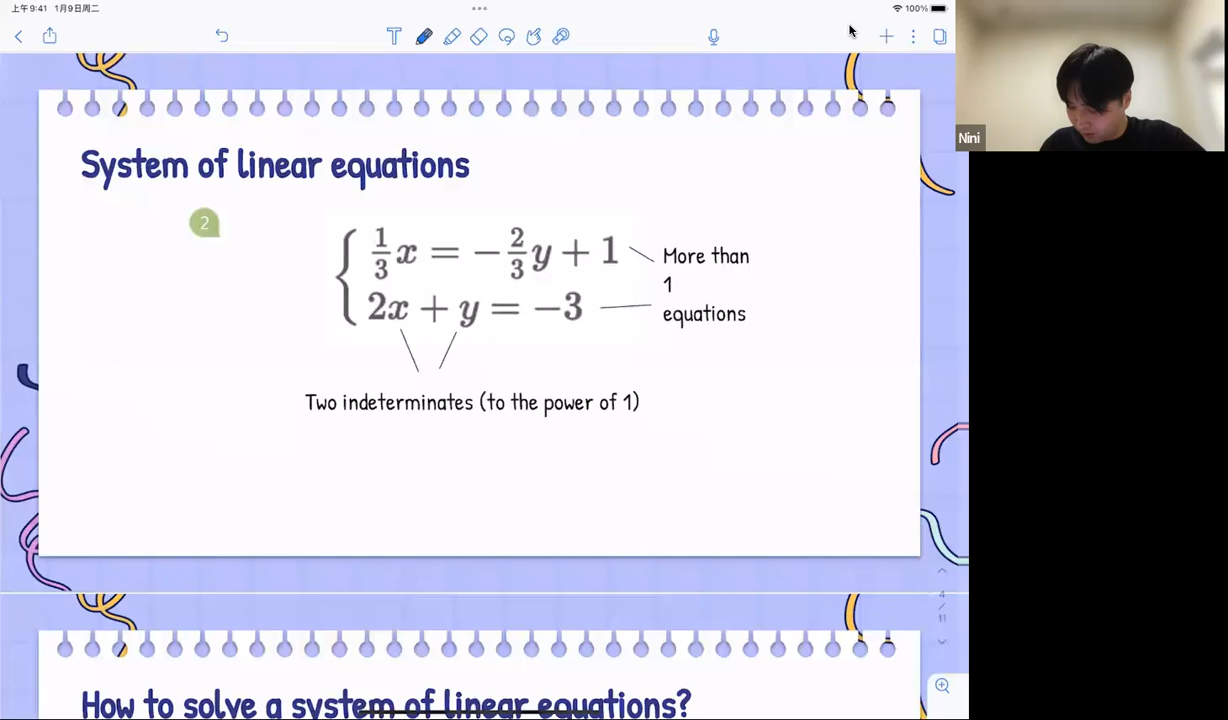 上午9:41 1月9日周二
100%
Nini
System of linear equations
2
1/3 x = -2/3 y + 1
2x + y = -3
More than
1
equations
Two indeterminates (to the power of 1)
4
/
11
How to solve a system of linear equations?